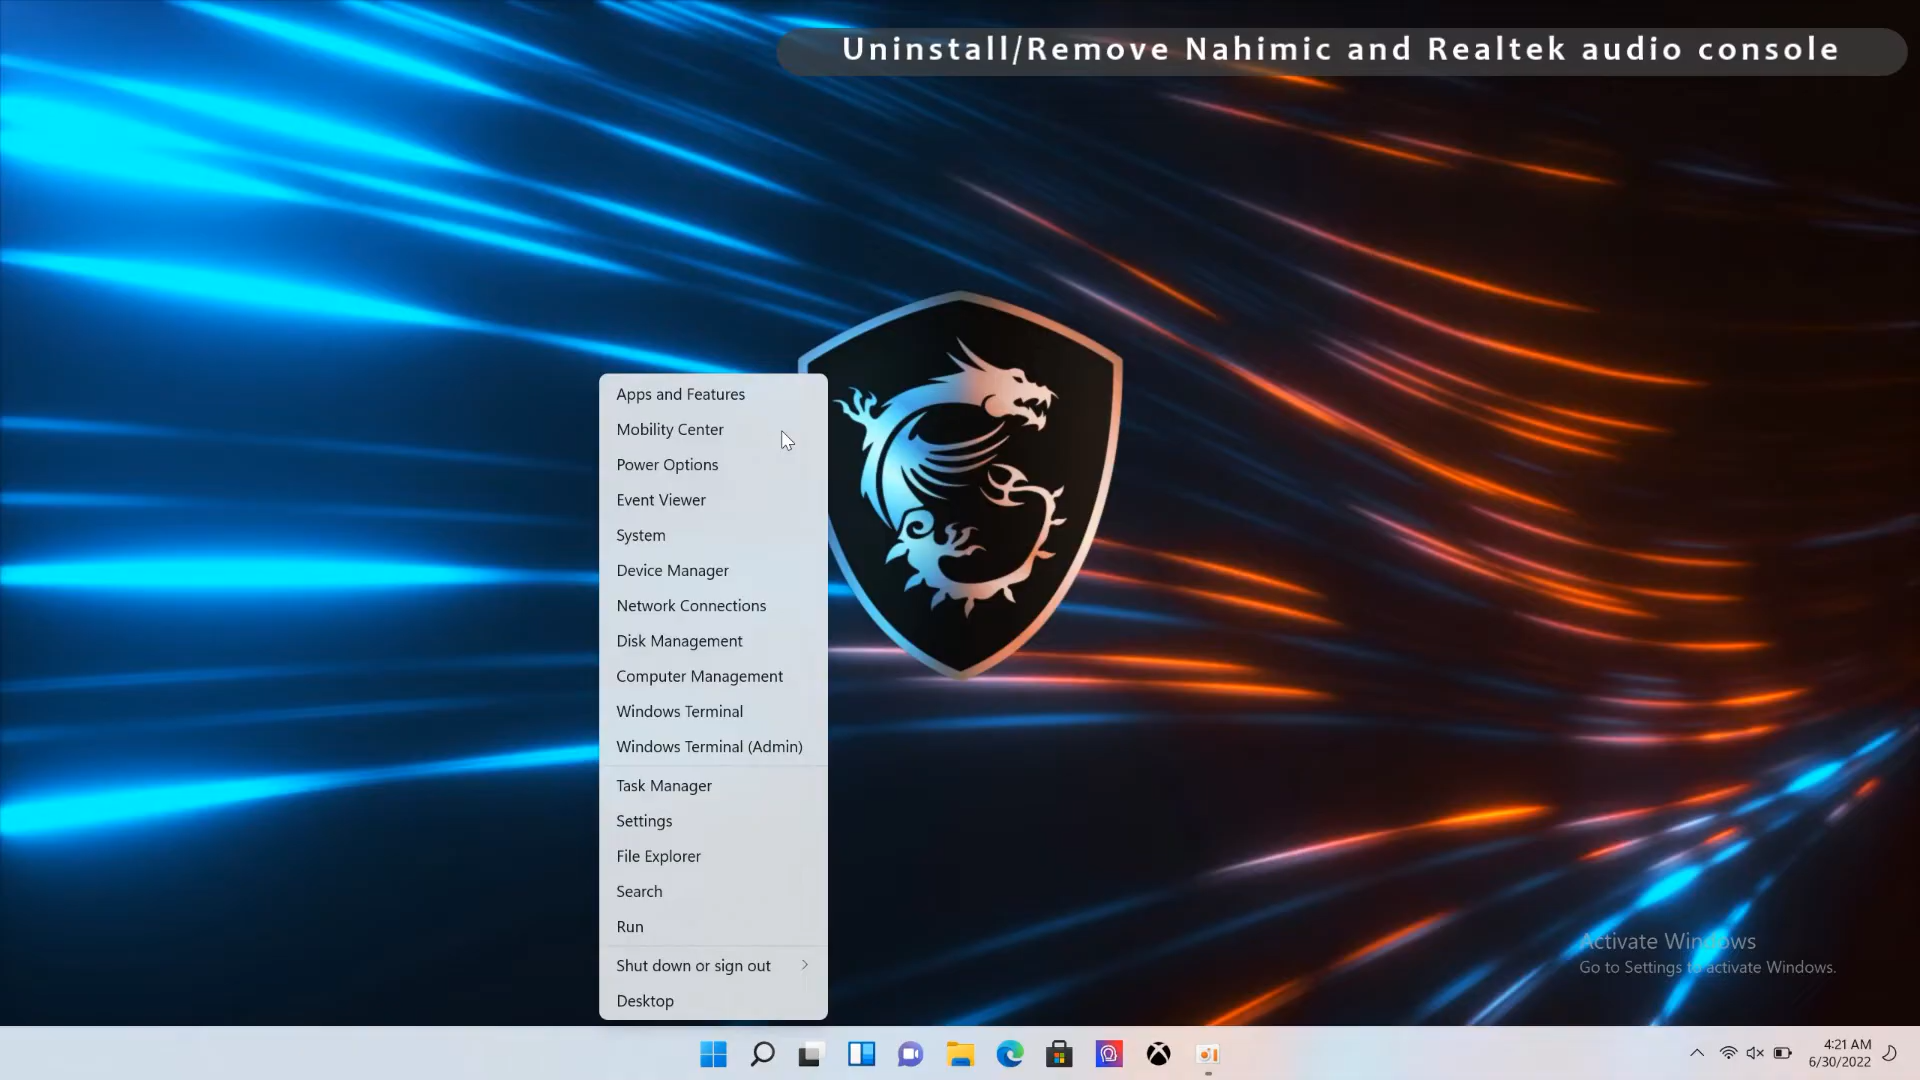 Uninstall/Remove Nahimic and Realtek audio console
Apps and Features
Mobility Center
Power Options
Event Viewer
System
Device Manager
Network Connections
Disk Management
Computer Management
Windows Terminal
Windows Terminal (Admin)
Task Manager
Settings
File Explorer
Search
Run
Shut down or sign out
Desktop
Activate Windows
Go to Settings to activate Windows.
4:21 AM
6/30/2022